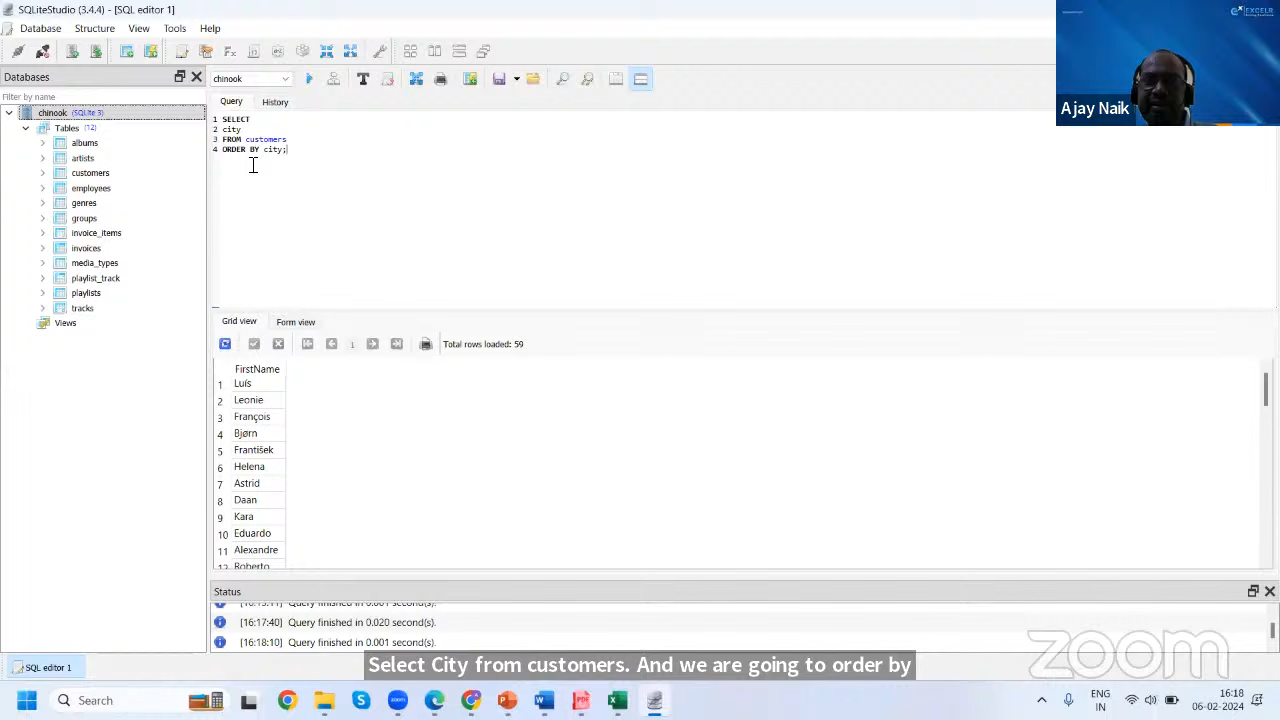 SQLiteStudio (3.4.4) - [SQL editor 1]
Database Structure View Tools Help
Databases
Filter by name
chinook (SQLite 3)
Tables (12)
albums
artists
customers
employees
genres
groups
invoice_items
invoices
media_types
playlist_track
playlists
tracks
Views
chinook
Query History
1 SELECT
2 city
3 FROM customers
4 ORDER BY city;
Grid view Form view
1 Total rows loaded: 59
FirstName
1 Luís
2 Leonie
3 François
4 Bjørn
5 František
6 Helena
7 Astrid
8 Daan
9 Kara
10 Eduardo
11 Alexandre
12 Roberto
Status
[16:17:40] Query finished in 0.020 second(s).
[16:18:10] Query finished in 0.001 second(s).
SQL editor 1
EXCELR
Ajay Naik
zoom
Select City from customers. And we are going to order by
Search
ENG
IN
16:18
06-02-2024